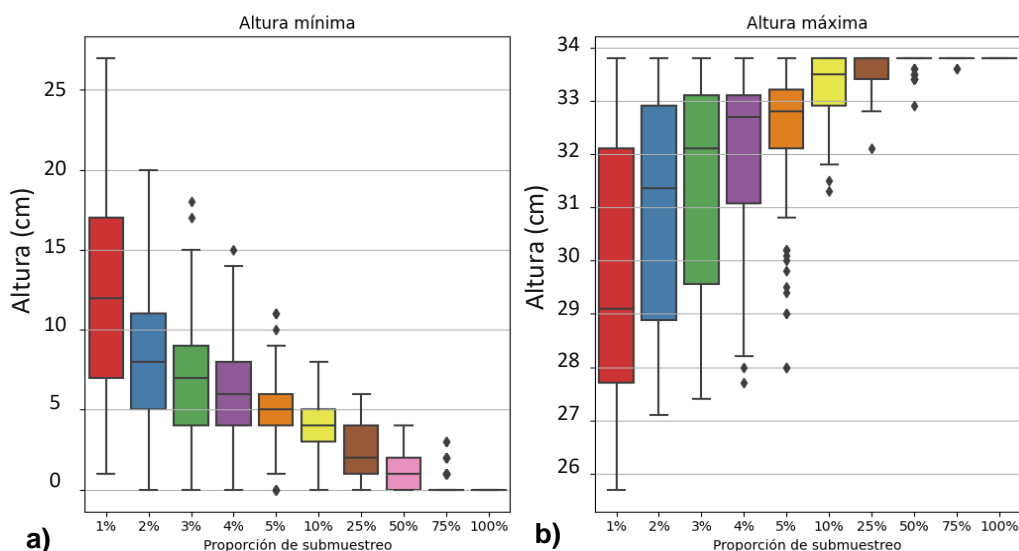 Altura mínima
Altura (cm)
25
20
15
10
5
0
1% 2% 3% 4% 5% 10% 25% 50% 75% 100%
Proporción de submuestreo
a)
Altura máxima
Altura (cm)
34
33
32
31
30
29
28
27
26
1% 2% 3% 4% 5% 10% 25% 50% 75% 100%
Proporción de submuestreo
b)